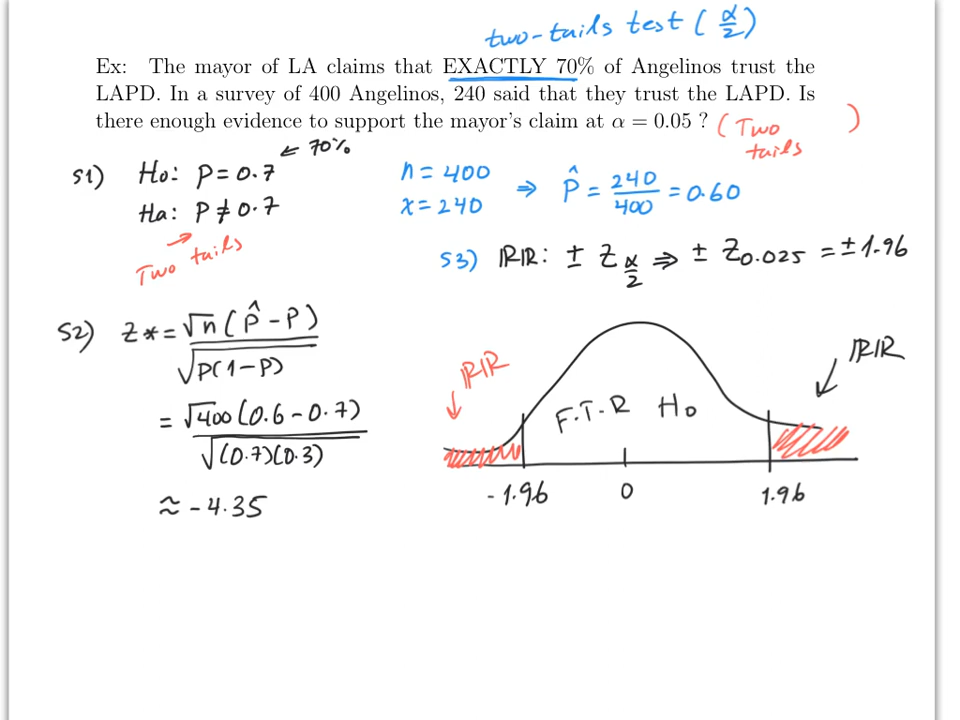 two-tails test (α/2)
Ex: The mayor of LA claims that EXACTLY 70% of Angelinos trust the
LAPD. In a survey of 400 Angelinos, 240 said that they trust the LAPD. Is
there enough evidence to support the mayor's claim at α = 0.05 ? (Two
tails)
S1) Ho: P = 0.7 ← 70%
Ha: P ≠ 0.7
Two tails
n = 400
x = 240
⇒ p̂ = 240/400 = 0.60
S3) RR: ± Z α/2 ⇒ ± Z0.025 = ±1.96
S2) Z* = √n (p̂ - P) / √P(1-P)
= √400 (0.6 - 0.7) / √(0.7)(0.3)
≈ -4.35
RR
RR
F.T.R Ho
-1.96 0 1.96